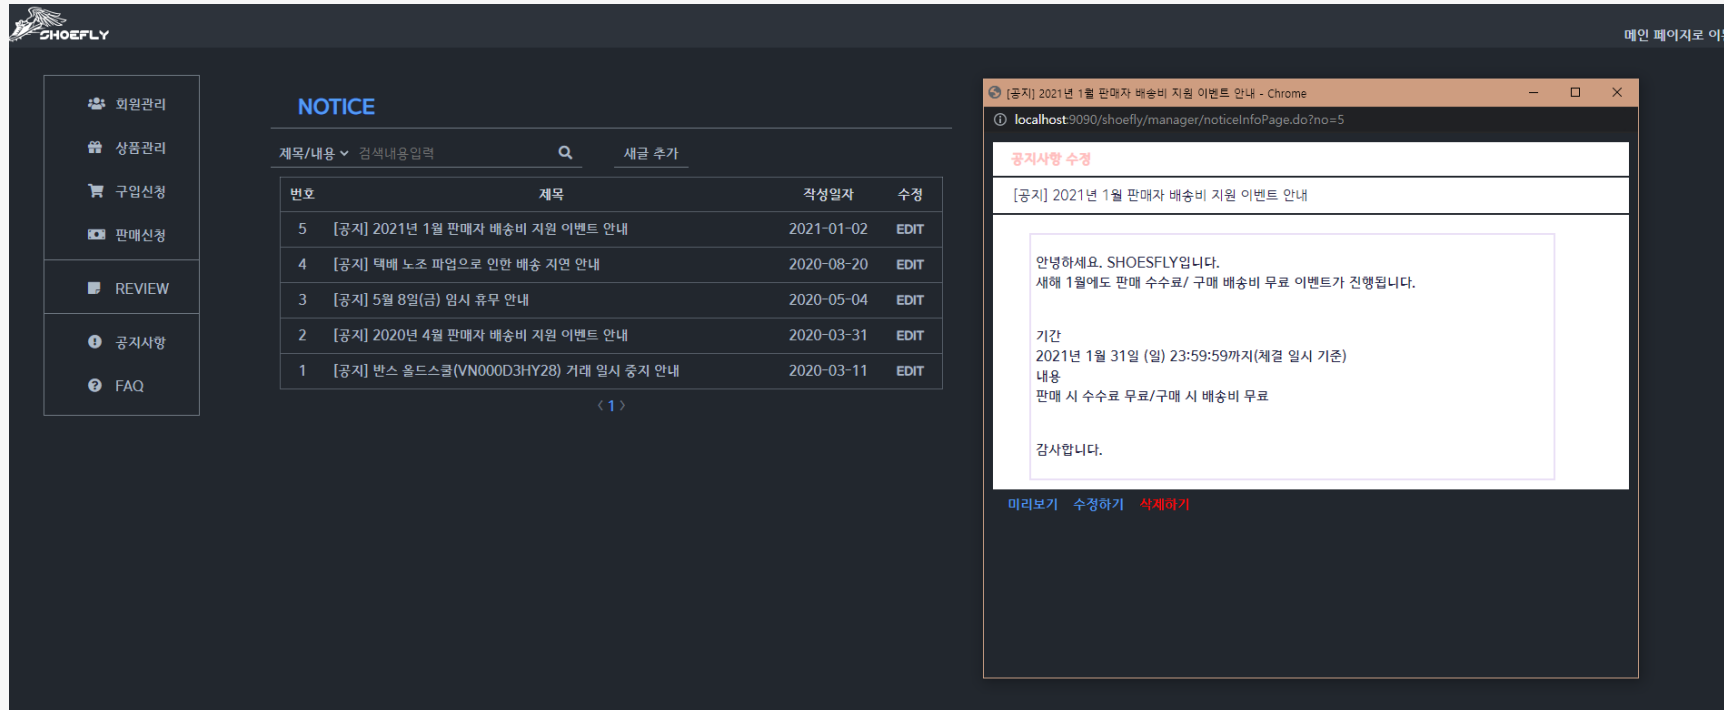 SHOEFLY
메인 페이지로
회원관리
상품관리
구입신청
판매신청
REVIEW
공지사항
FAQ
NOTICE
제목/내용 검색내용입력 새글 추가
번호 제목 작성일자 수정
5 [공지] 2021년 1월 판매자 배송비 지원 이벤트 안내 2021-01-02 EDIT
4 [공지] 택배 노조 파업으로 인한 배송 지연 안내 2020-08-20 EDIT
3 [공지] 5월 8일(금) 임시 휴무 안내 2020-05-04 EDIT
2 [공지] 2020년 4월 판매자 배송비 지원 이벤트 안내 2020-03-31 EDIT
1 [공지] 반스 올드스쿨(VN000D3HY28) 거래 일시 중지 안내 2020-03-11 EDIT
〈 1 〉
[공지] 2021년 1월 판매자 배송비 지원 이벤트 안내 - Chrome
localhost:9090/shoefly/manager/noticeInfoPage.do?no=5
공지사항 수정
[공지] 2021년 1월 판매자 배송비 지원 이벤트 안내
안녕하세요. SHOESFLY입니다.
새해 1월에도 판매 수수료/ 구매 배송비 무료 이벤트가 진행됩니다.
기간
2021년 1월 31일 (일) 23:59:59까지(체결 일시 기준)
내용
판매 시 수수료 무료/구매 시 배송비 무료
감사합니다.
미리보기 수정하기 삭제하기